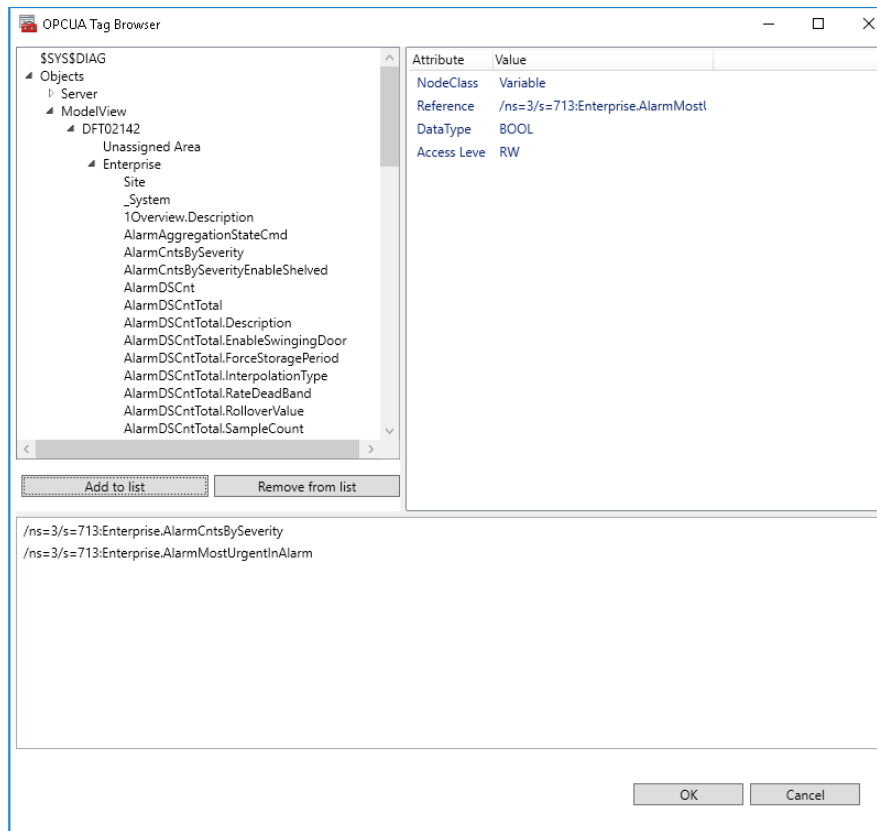 OPCUA Tag Browser
$SYS$DIAG
Objects
Server
ModelView
DFT02142
Unassigned Area
Enterprise
Site
_System
1Overview.Description
AlarmAggregationStateCmd
AlarmCntsBySeverity
AlarmCntsBySeverityEnableShelved
AlarmDSCnt
AlarmDSCntTotal
AlarmDSCntTotal.Description
AlarmDSCntTotal.EnableSwingingDoor
AlarmDSCntTotal.ForceStoragePeriod
AlarmDSCntTotal.InterpolationType
AlarmDSCntTotal.RateDeadBand
AlarmDSCntTotal.RolloverValue
AlarmDSCntTotal.SampleCount
Add to list Remove from list
Attribute Value
NodeClass Variable
Reference /ns=3/s=713:Enterprise.AlarmMostU
DataType BOOL
Access Leve RW
/ns=3/s=713:Enterprise.AlarmCntsBySeverity
/ns=3/s=713:Enterprise.AlarmMostUrgentInAlarm
OK Cancel